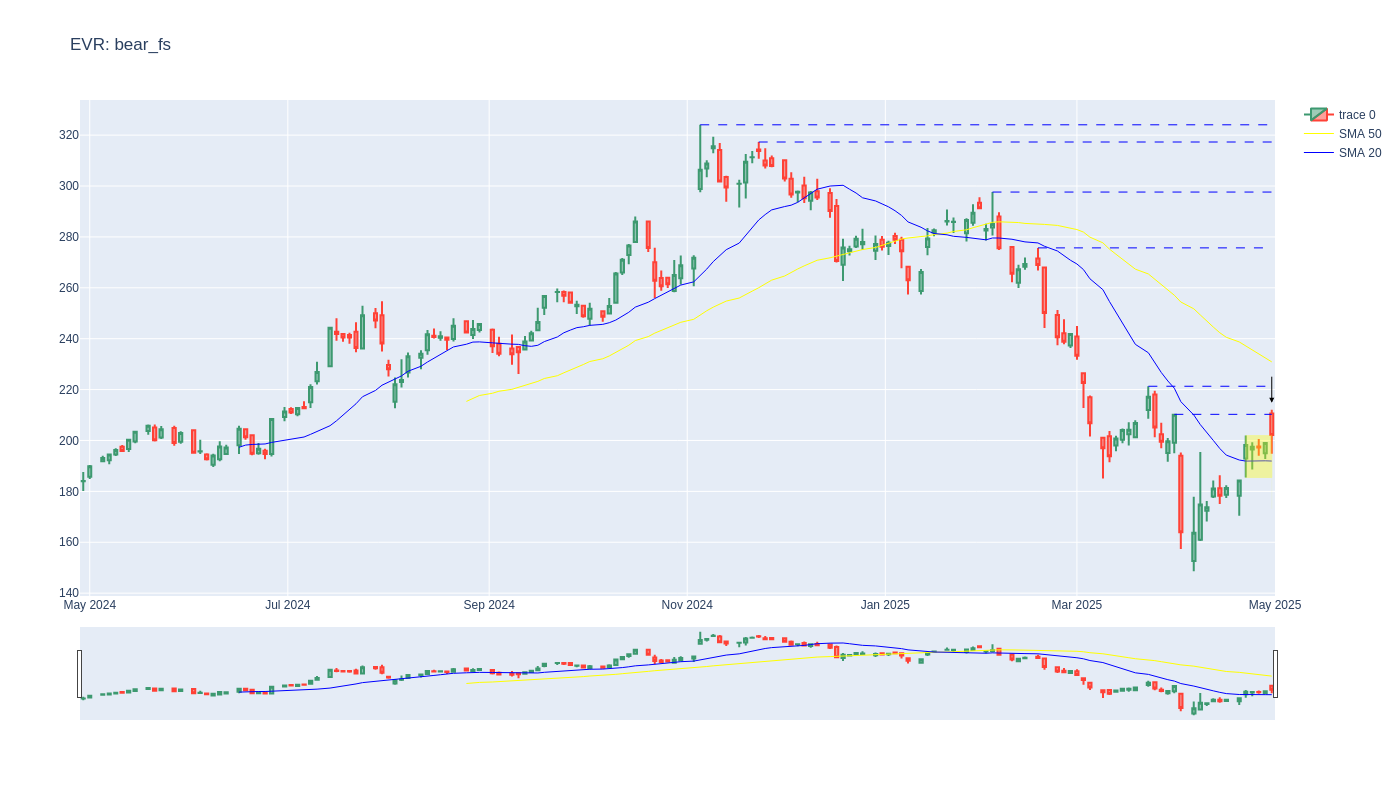 EVR: bear_fs
trace 0
SMA 50
SMA 20
320
300
280
260
240
220
200
180
160
140
May 2024
Jul 2024
Sep 2024
Nov 2024
Jan 2025
Mar 2025
May 2025